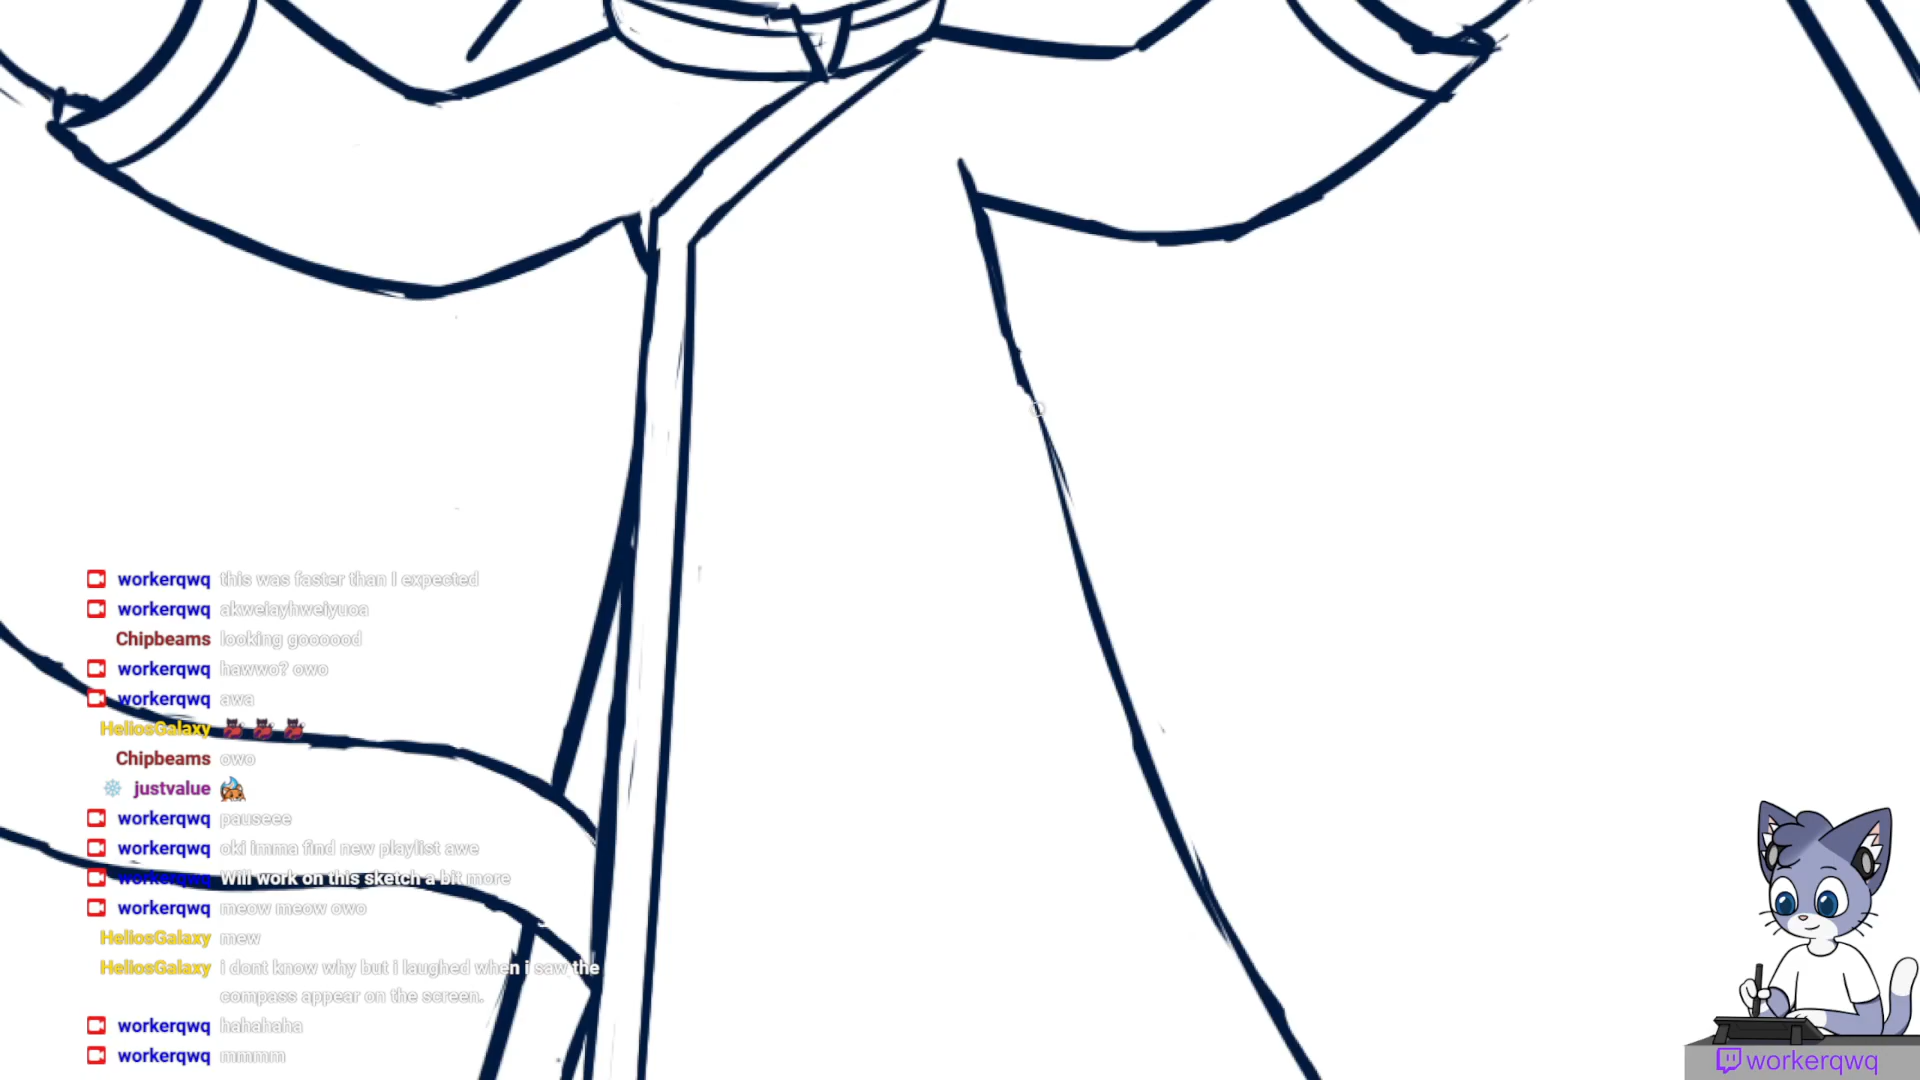 workerqwq this was faster than I expected
workerqwq akweiayhweiyuoa
Chipbeams looking goooood
workerqwq hawwo? owo
workerqwq awa
HeliosGalaxy
Chipbeams owo
justvalue
workerqwq pauseee
workerqwq oki imma find new playlist awe
workerqwq Will work on this sketch a bit more
workerqwq meow meow owo
HeliosGalaxy mew
HeliosGalaxy i dont know why but i laughed when i saw the
compass appear on the screen.
workerqwq hahahaha
workerqwq mmmm
workerqwq